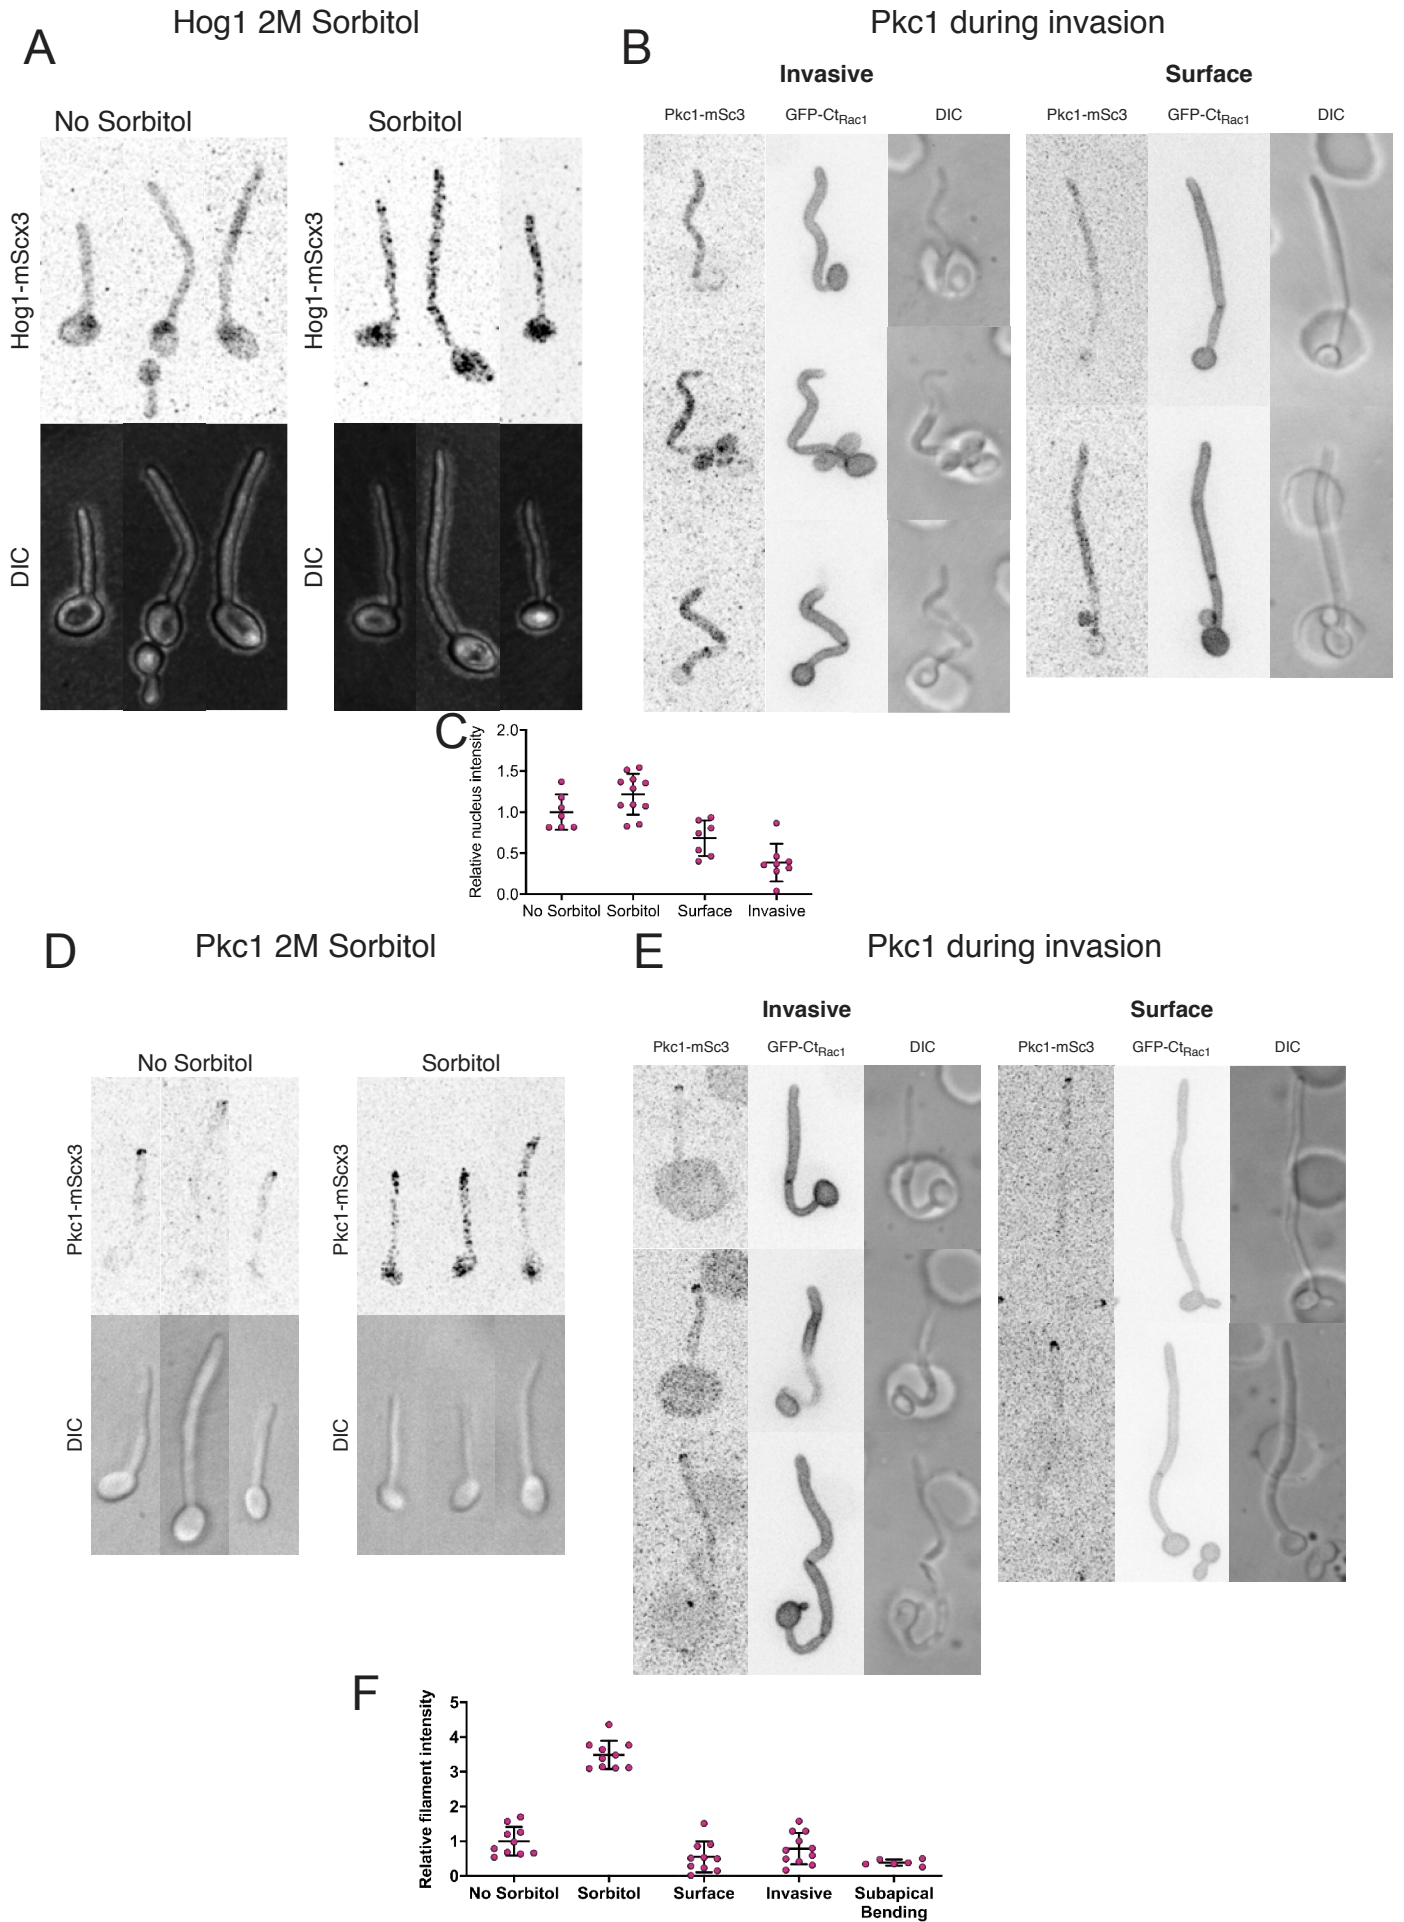 Hog1 2M Sorbitol
A
No Sorbitol
Sorbitol
Hog1-mScx3
Hog1-mScx3
DIC
DIC
Pkc1 during invasion
B
Invasive
Surface
Pkc1-mSc3
GFP-CtRac1
DIC
Pkc1-mSc3
GFP-CtRac1
DIC
C
Relative nucleus intensity
2.0
1.5
1.0
0.5
0.0
No Sorbitol
Sorbitol
Surface
Invasive
D
Pkc1 2M Sorbitol
No Sorbitol
Sorbitol
Pkc1-mScx3
Pkc1-mScx3
DIC
DIC
E
Pkc1 during invasion
Invasive
Surface
Pkc1-mSc3
GFP-CtRac1
DIC
Pkc1-mSc3
GFP-CtRac1
DIC
F
Relative filament intensity
5
4
3
2
1
0
No Sorbitol
Sorbitol
Surface
Invasive
Subapical
Bending